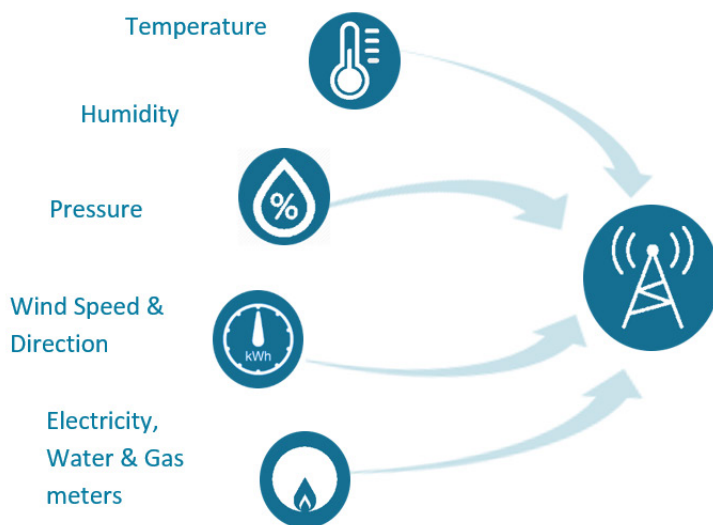 Temperature
Humidity
%
Pressure
Wind Speed &
Direction
kWh
Electricity,
Water & Gas
meters